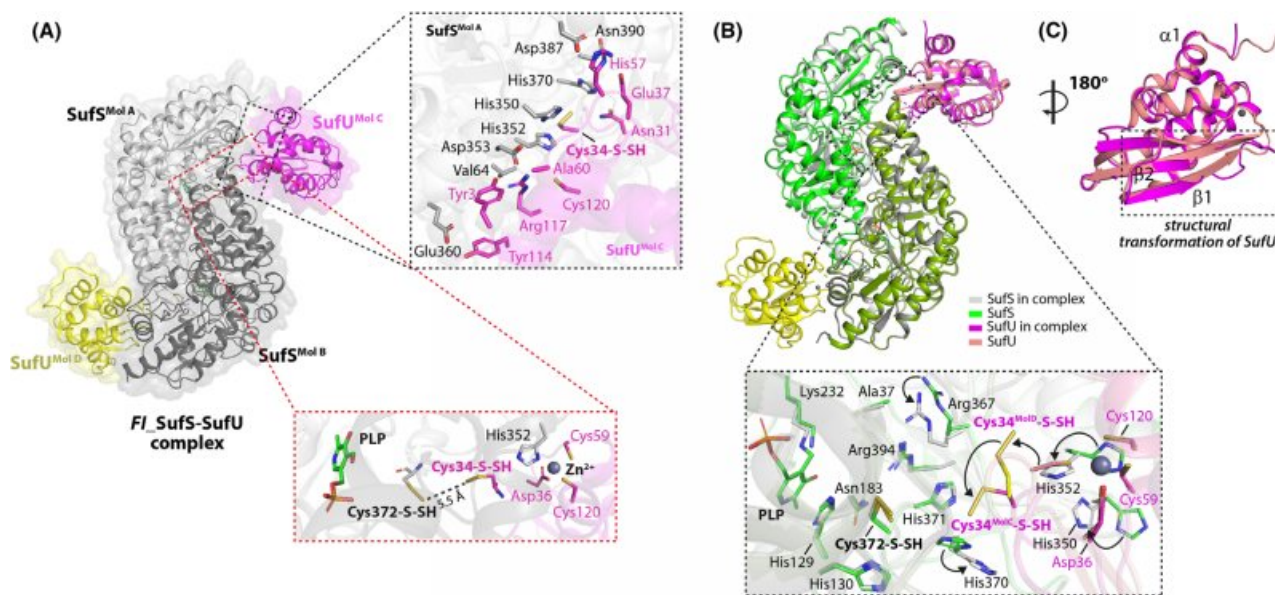 (A)
SufS^Mol A
SufU^Mol C
SufU^Mol D
SufS^Mol B
Fl_SufS-SufU
complex
SufS^Mol A
Asn390
Asp387
His57
His370
Glu37
His350
Asn31
His352
Cys34-S-SH
Asp353
Val64
Ala60
Tyr3
Cys120
Arg117
Glu360
Tyr114
SufU^Mol C
PLP
His352
Cys59
Cys34-S-SH
Zn²⁺
5.5 Å
Asp36
Cys372-S-SH
Cys120
(B)
SufS in complex
SufS
SufU in complex
SufU
Lys232
Ala37
Arg367
Cys120
Cys34^MolD-S-SH
Arg394
His352
Asn183
Cys59
PLP
His371
Cys34^MolC-S-SH
Cys372-S-SH
His350
Asp36
His129
His370
His130
(C)
α1
180°
β2
β1
structural
transformation of SufU